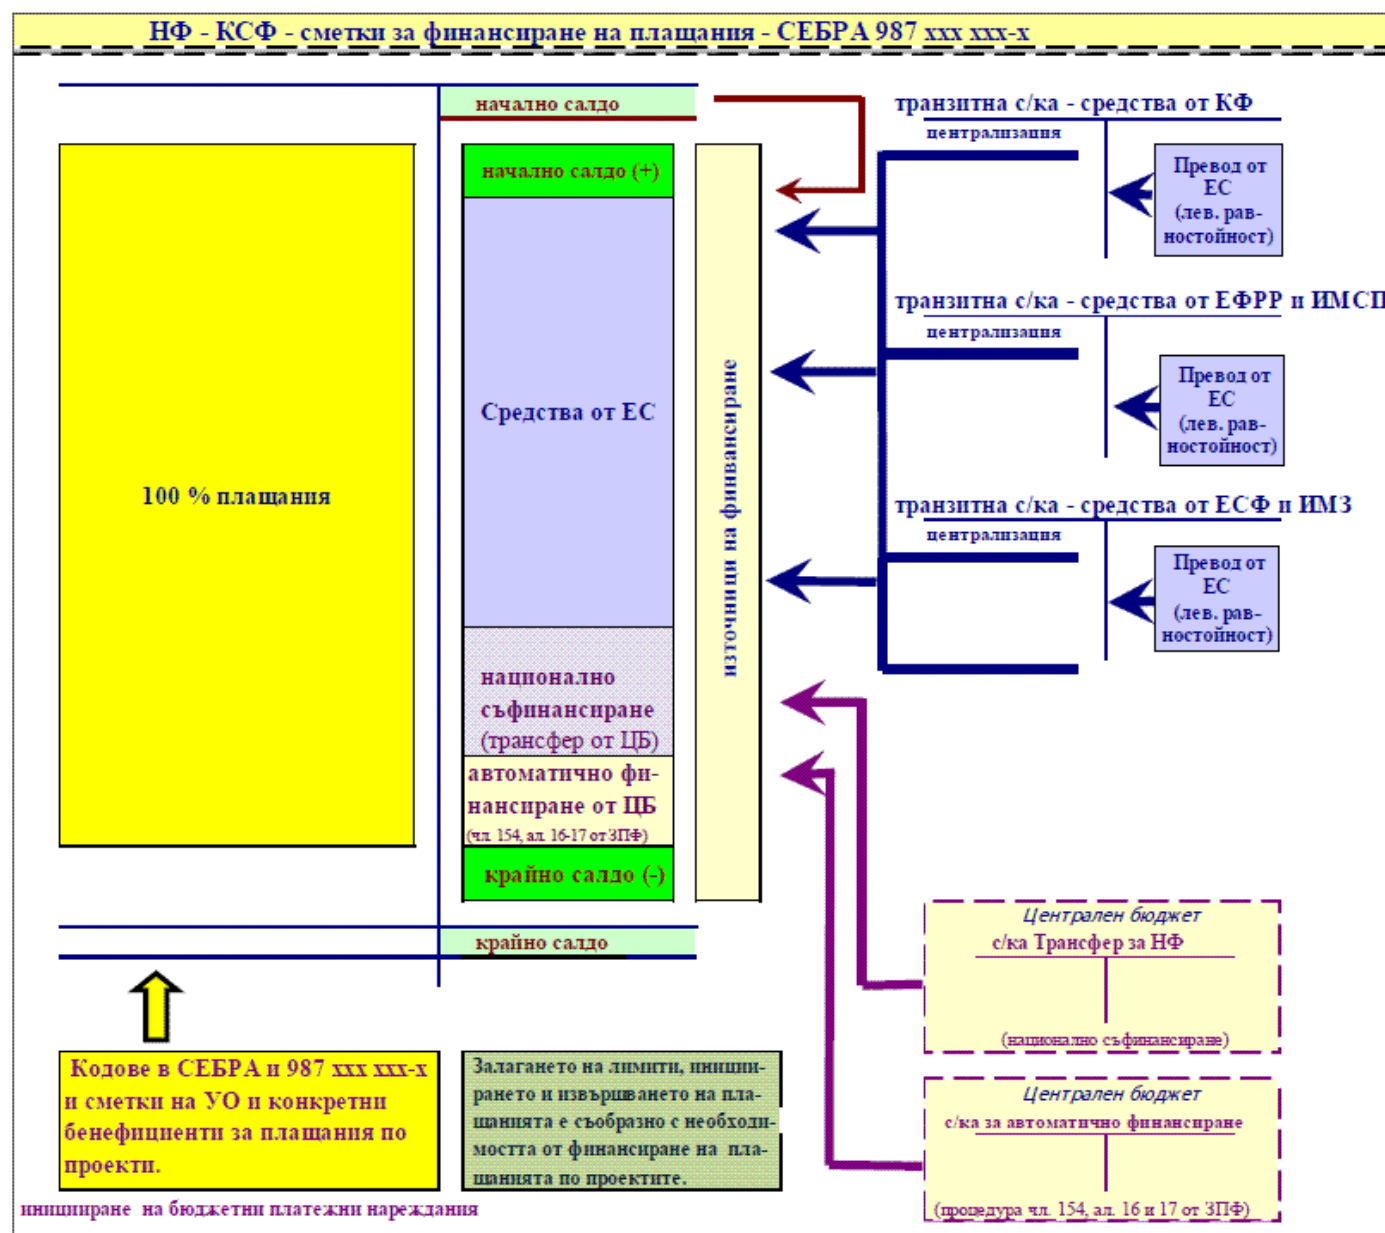 НФ - КСФ - сметки за финансиране на плащания - СЕБРА 987 xxx xxx-x
начално салдо
начално салдо (+)
100 % плащания
Средства от ЕС
национално
съфинансиране
(трансфер от ЦБ)
автоматично фи-
нансиране от ЦБ
(чл. 154, ал. 16-17 от ЗПФ)
крайно салдо (-)
крайно салдо
източници на финвансиране
транзитна с/ка - средства от КФ
централизация
Превод от
ЕС
(лев. рав-
ностойност)
транзитна с/ка - средства от ЕФРР и ИМСП
централизация
Превод от
ЕС
(лев. рав-
ностойност)
транзитна с/ка - средства от ЕСФ и ИМЗ
централизация
Превод от
ЕС
(лев. рав-
ностойност)
Централен бюджет
с/ка Трансфер за НФ
(национално съфинансиране)
Централен бюджет
с/ка за автоматично финансиране
(процедура чл. 154, ал. 16 и 17 от ЗПФ)
Кодове в СЕБРА и 987 xxx xxx-x
и сметки на УО и конкретни
бенефициенти за плащания по
проекти.
Залагането на лимити, иниции-
рането и извършването на пла-
щанията е съобразно с необходи-
мостта от финансиране на пла-
щанията по проектите.
иницииране на бюджетни платежни нареждания